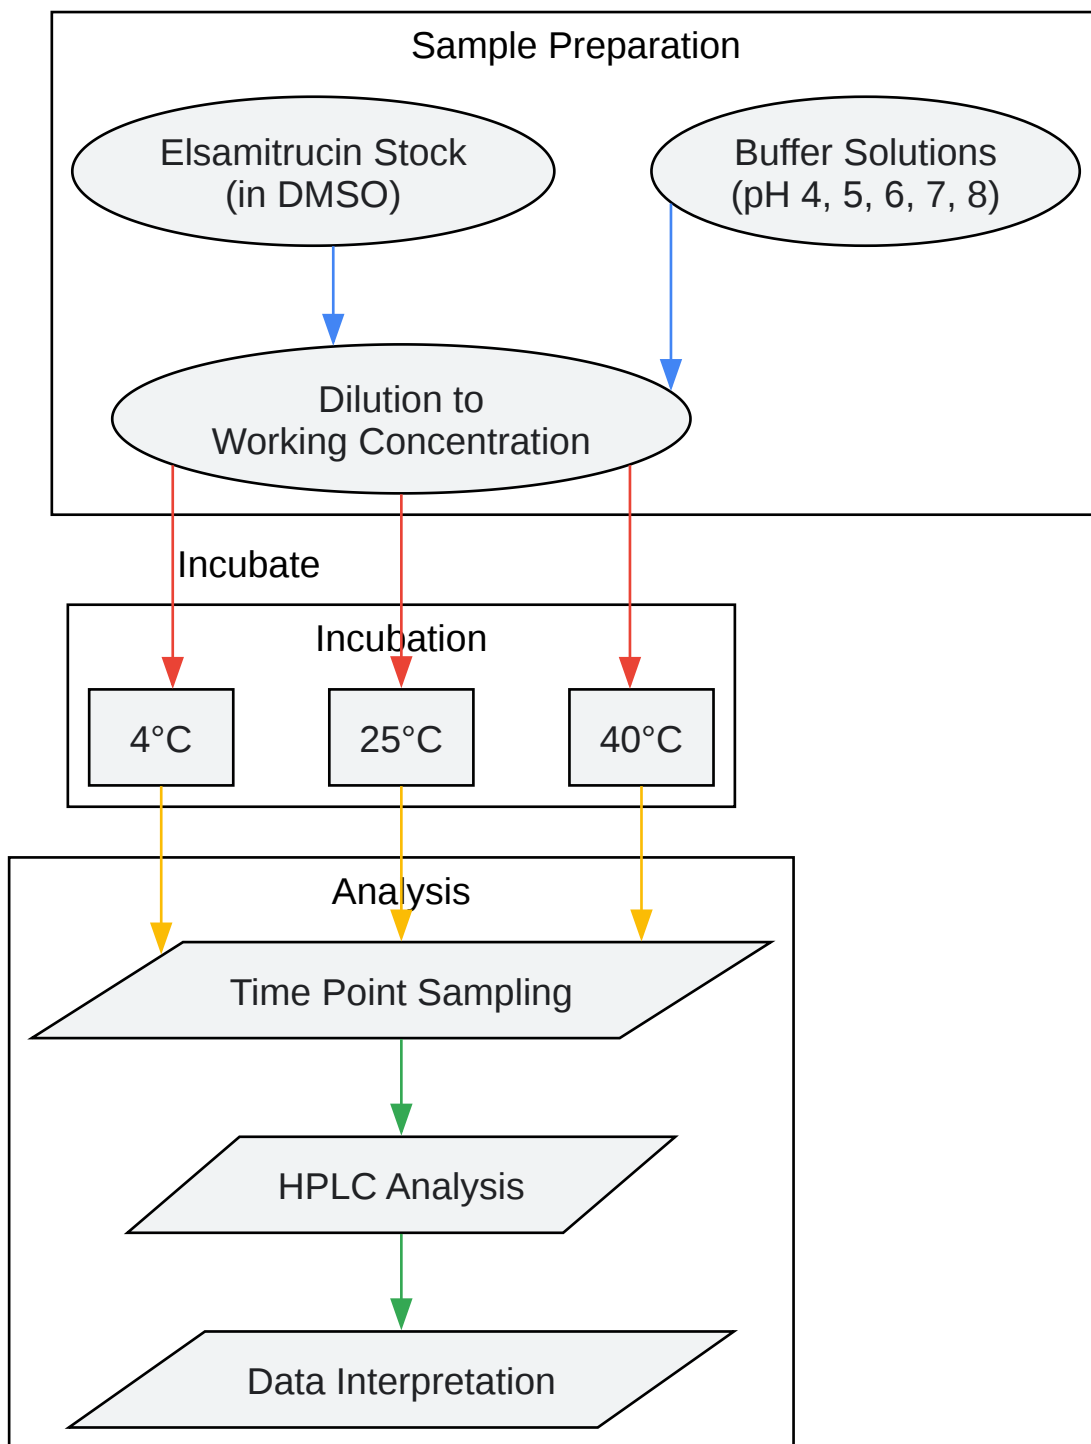 Sample Preparation
Elsamitrucin Stock
(in DMSO)
Buffer Solutions
(pH 4, 5, 6, 7, 8)
Dilution to
Working Concentration
Incubate
Incubation
4°C
25°C
40°C
Analysis
Time Point Sampling
HPLC Analysis
Data Interpretation